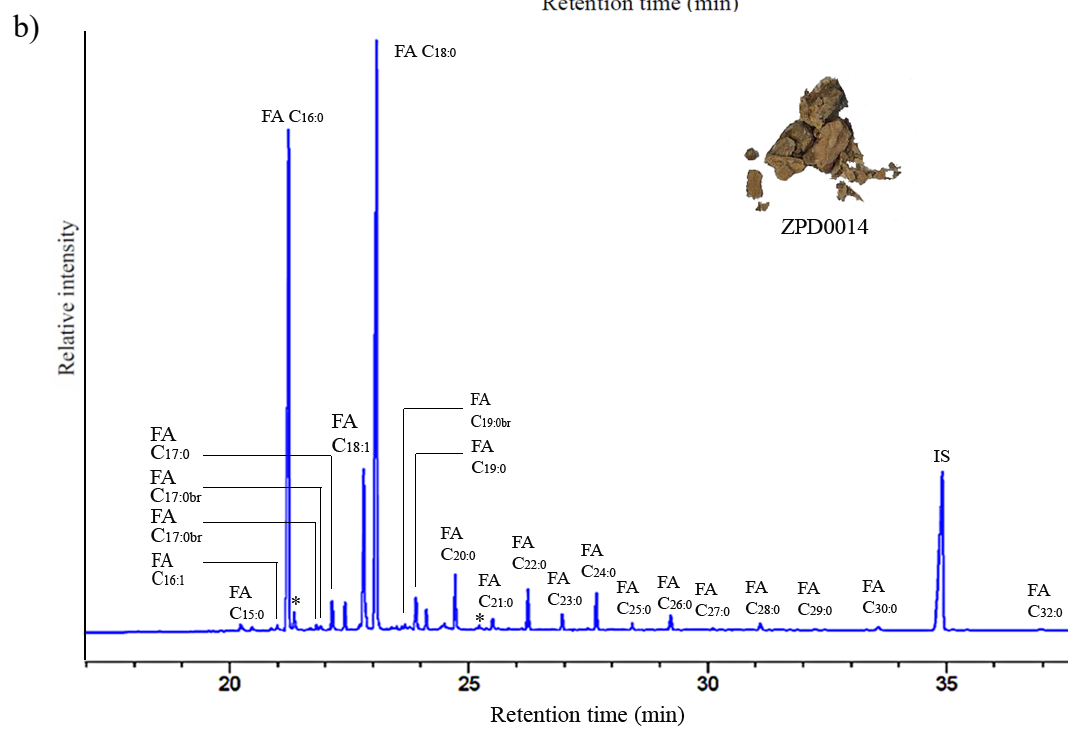 Retention time (min)
b)
FA C18:0
FA C16:0
ZPD0014
Relative intensity
FA
C19:0br
FA
C18:1
FA
C17:0
FA
C19:0
IS
FA
C17:0br
FA
C17:0br
FA
C16:1
FA
C20:0
FA
C22:0
FA
C24:0
FA
C15:0
*
FA
C21:0
*
FA
C23:0
FA
C25:0
FA
C26:0
FA
C27:0
FA
C28:0
FA
C29:0
FA
C30:0
FA
C32:0
20 25 30 35
Retention time (min)